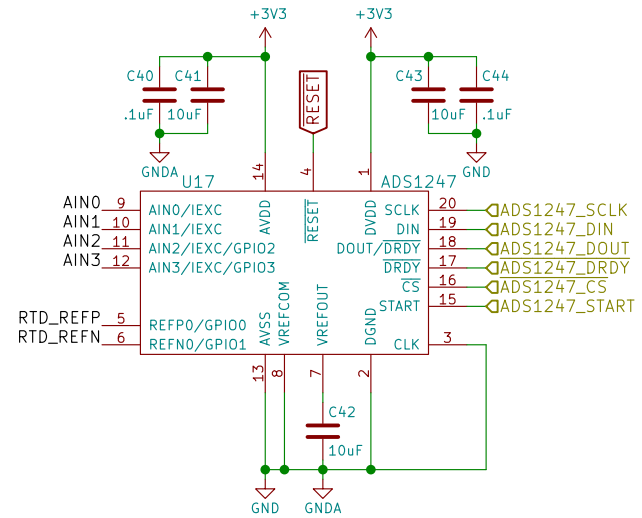 +3V3 +3V3
C40 C41 C43 C44
.1uF 10uF 10uF .1uF
RESET
GNDA GND
14 4 1
U17 ADS1247
AIN0 9 AIN0/IEXC AVDD RESET DVDD SCLK 20 ADS1247_SCLK
AIN1 10 AIN1/IEXC DIN 19 ADS1247_DIN
AIN2 11 AIN2/IEXC/GPIO2 DOUT/DRDY 18 ADS1247_DOUT
AIN3 12 AIN3/IEXC/GPIO3 DRDY 17 ADS1247_DRDY
CS 16 ADS1247_CS
START 15 ADS1247_START
RTD_REFP 5 REFP0/GPIO0 AVSS VREFCOM VREFOUT DGND
RTD_REFN 6 REFN0/GPIO1 CLK 3
13 8 7 2
C42
10uF
GND GNDA